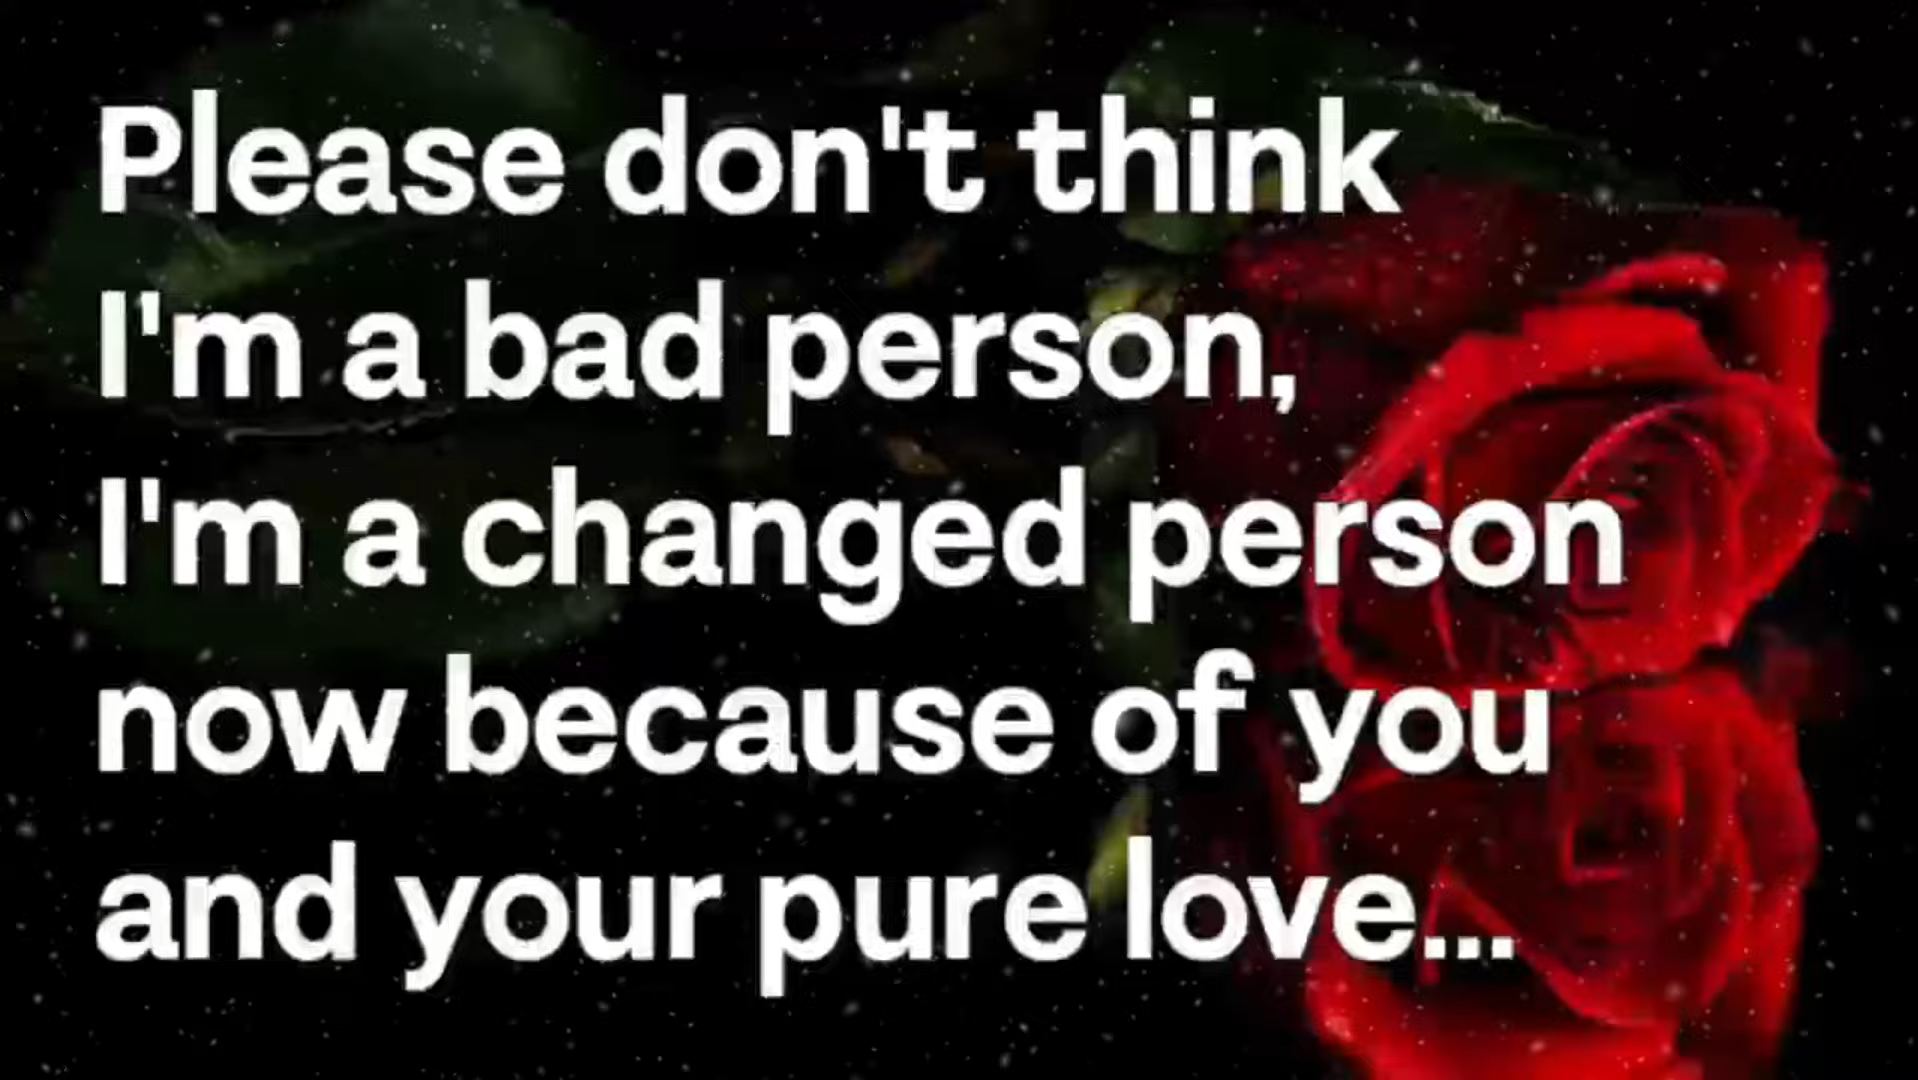 Please don't think
I'm a bad person,
I'm a changed person
now because of you
and your pure love...